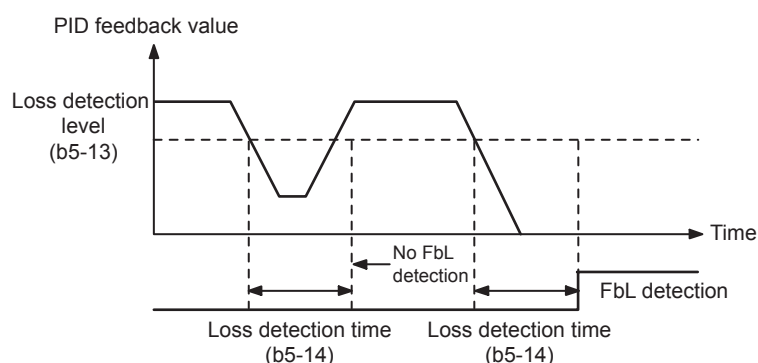 PID feedback value
Loss detection
level
(b5-13)
Time
No FbL
detection
FbL detection
Loss detection time
(b5-14)
Loss detection time
(b5-14)